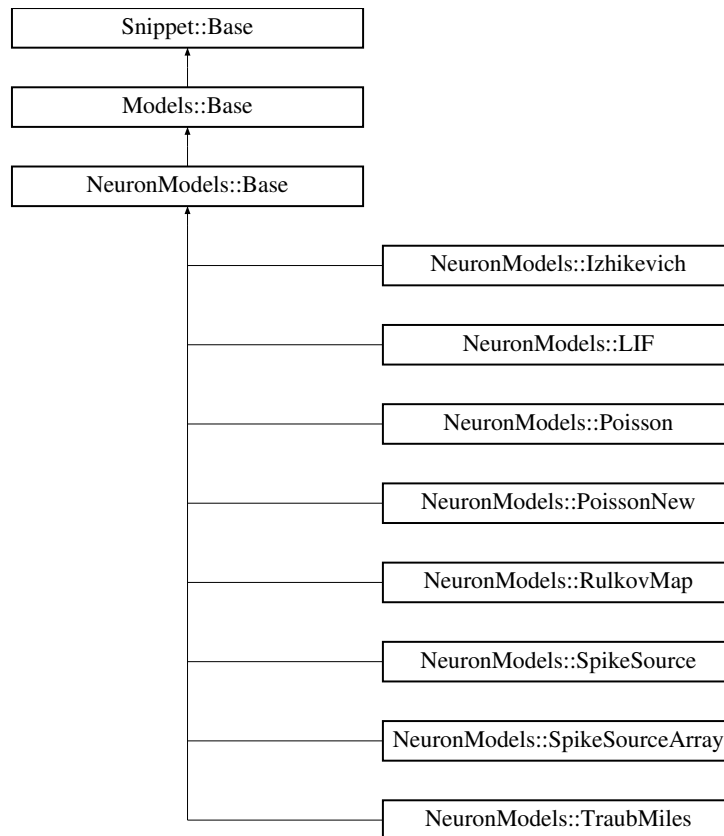 Snippet::Base
Models::Base
NeuronModels::Base
NeuronModels::Izhikevich
NeuronModels::LIF
NeuronModels::Poisson
NeuronModels::PoissonNew
NeuronModels::RulkovMap
NeuronModels::SpikeSource
NeuronModels::SpikeSourceArray
NeuronModels::TraubMiles